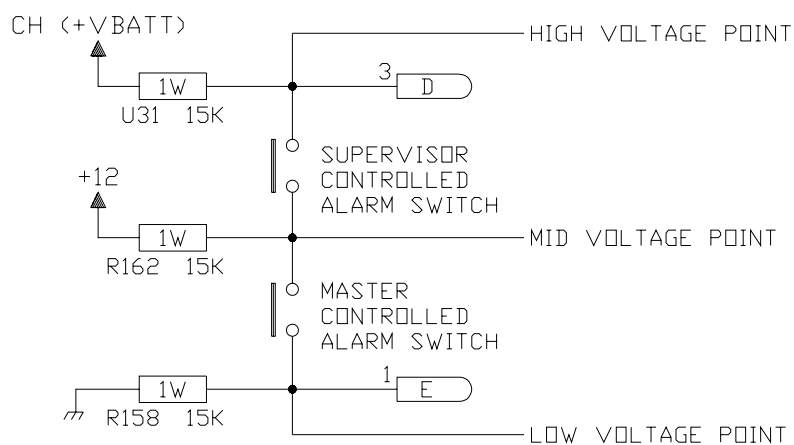 CH (+VBATT)
HIGH VOLTAGE POINT
3
1W
D
U31 15K
SUPERVISOR
CONTROLLED
ALARM SWITCH
+12
1W
MID VOLTAGE POINT
R162 15K
MASTER
CONTROLLED
ALARM SWITCH
1
1W
E
R158 15K
LOW VOLTAGE POINT